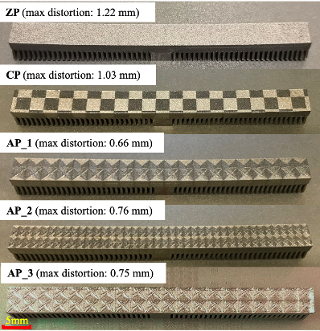 ZP (max distortion: 1.22 mm)
CP (max distortion: 1.03 mm)
AP_1 (max distortion: 0.66 mm)
AP_2 (max distortion: 0.76 mm)
AP_3 (max distortion: 0.75 mm)
5mm